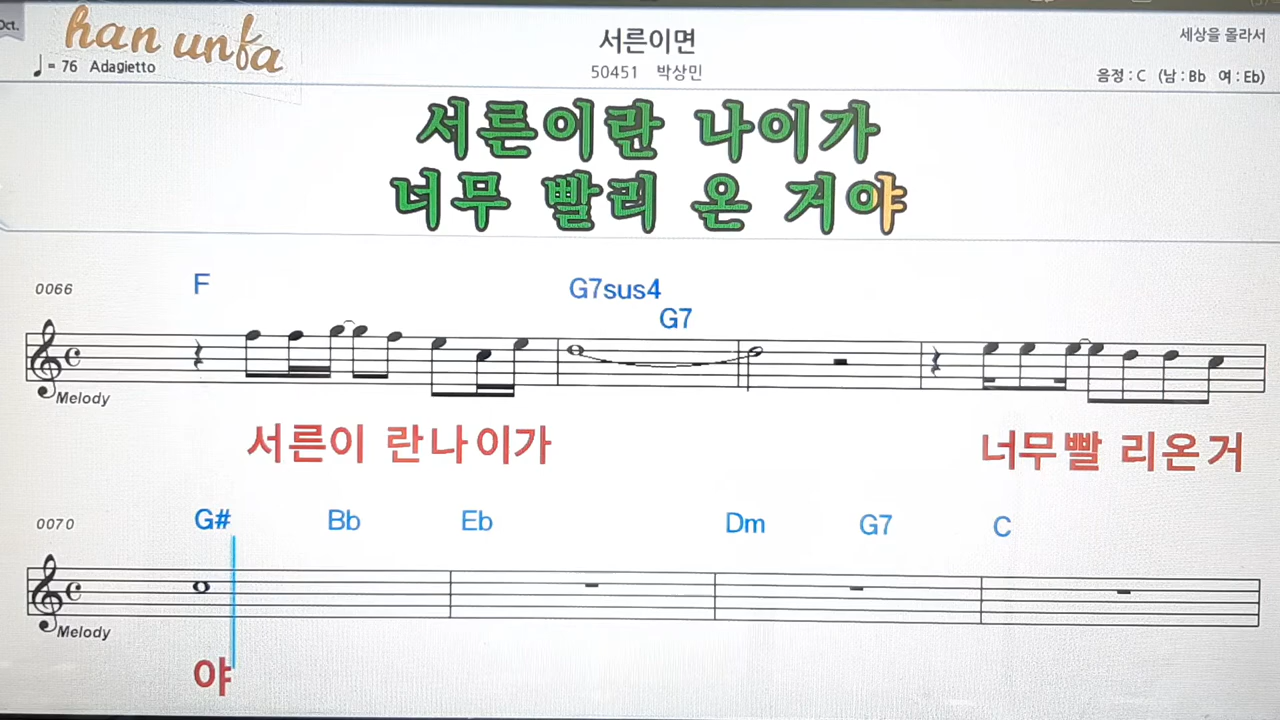 Oct.
han unfa
♩= 76 Adagietto
서른이면
50451 박상민
세상을 몰라서
음정 : C (남 : Bb 여 : Eb)
서른이란 나이가
너무 빨리 온 거야
0066
F
G7sus4
G7
Melody
서른이 란나이가
너무빨 리온거
0070
G#
Bb
Eb
Dm
G7
C
Melody
야